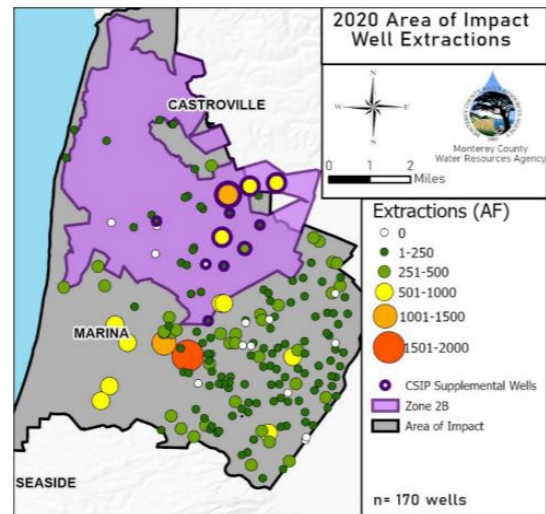 2020 Area of Impact
Well Extractions
CASTROVILLE
N
W
E
S
Monterey County
Water Resources Agency
0 1 2
Miles
Extractions (AF)
0
1-250
251-500
501-1000
1001-1500
1501-2000
CSIP Supplemental Wells
Zone 2B
Area of Impact
MARINA
SEASIDE
n= 170 wells